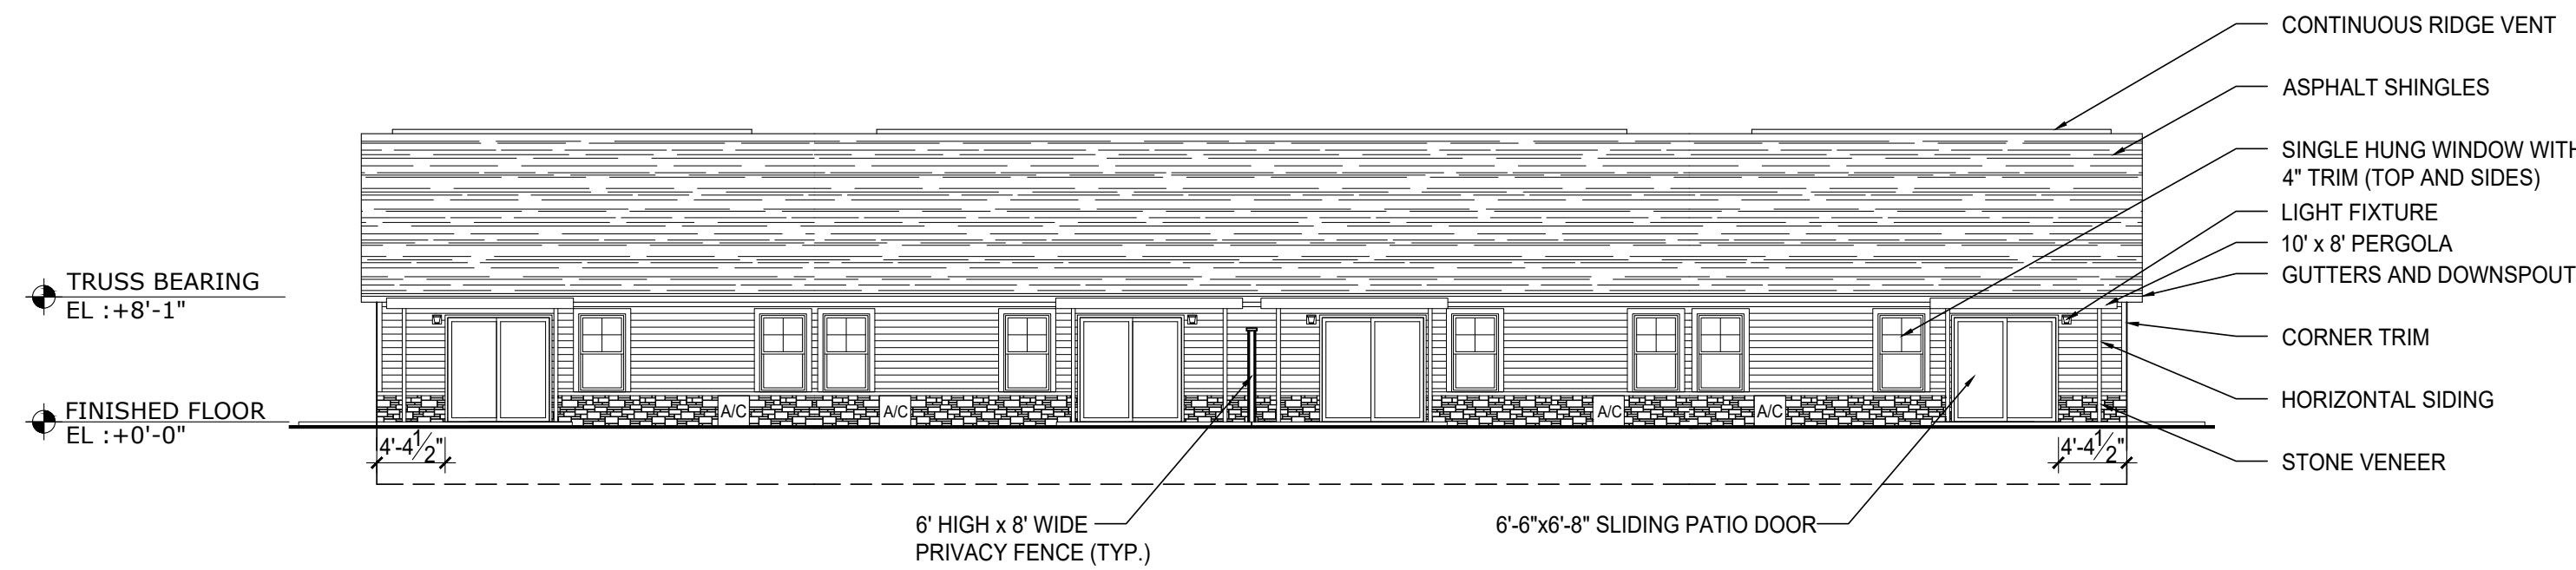 CONTINUOUS RIDGE VENT
ASPHALT SHINGLES
SINGLE HUNG WINDOW WITH
4" TRIM (TOP AND SIDES)
LIGHT FIXTURE
10' x 8' PERGOLA
GUTTERS AND DOWNSPOUT
TRUSS BEARING
EL :+8'-1"
CORNER TRIM
HORIZONTAL SIDING
FINISHED FLOOR
EL :+0'-0"
A/C
A/C
A/C
A/C
4'-4½"
4'-4½"
STONE VENEER
6' HIGH x 8' WIDE
PRIVACY FENCE (TYP.)
6'-6"x6'-8" SLIDING PATIO DOOR